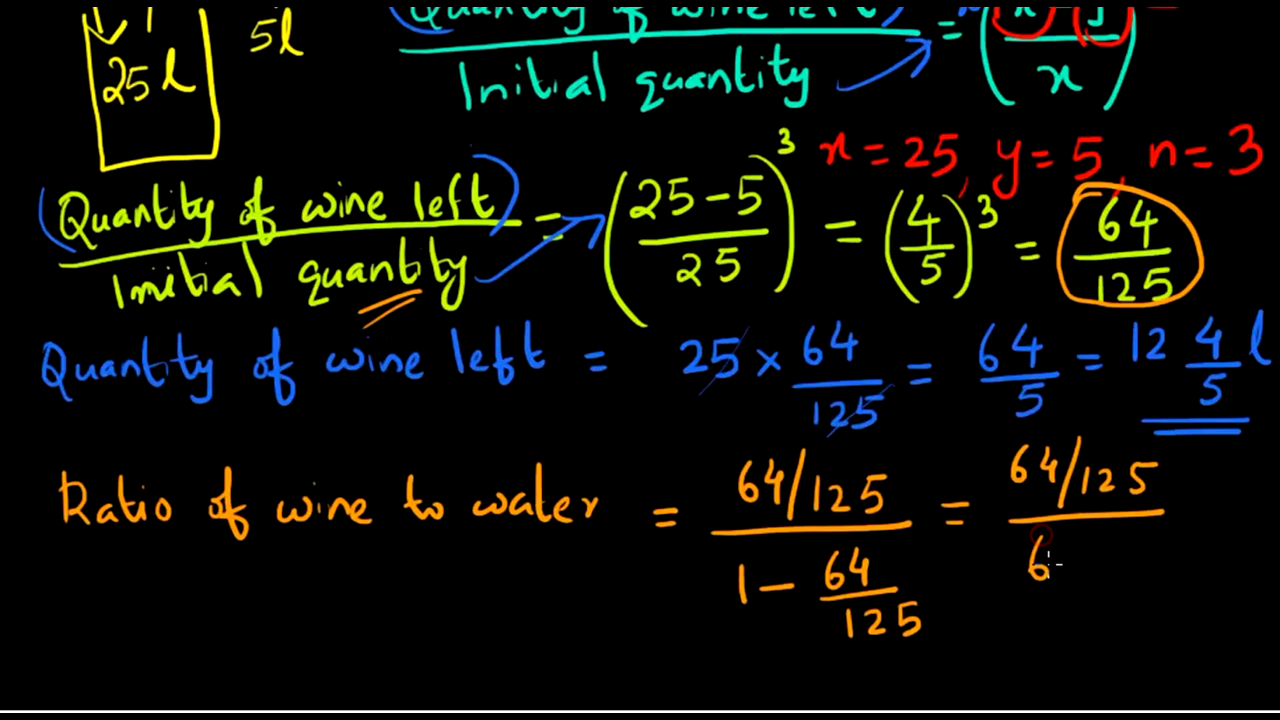 5l
25 l
Quantity of wine left / Initial quantity = ( / x)
x = 25, y = 5, n = 3
(Quantity of wine left) / Initial quantity = (25 - 5 / 25)³ = (4/5)³ = 64/125
Quantity of wine left = 25 × 64/125 = 64/5 = 12 4/5 l
Ratio of wine to water = 64/125 / 1 - 64/125 = 64/125 / 6